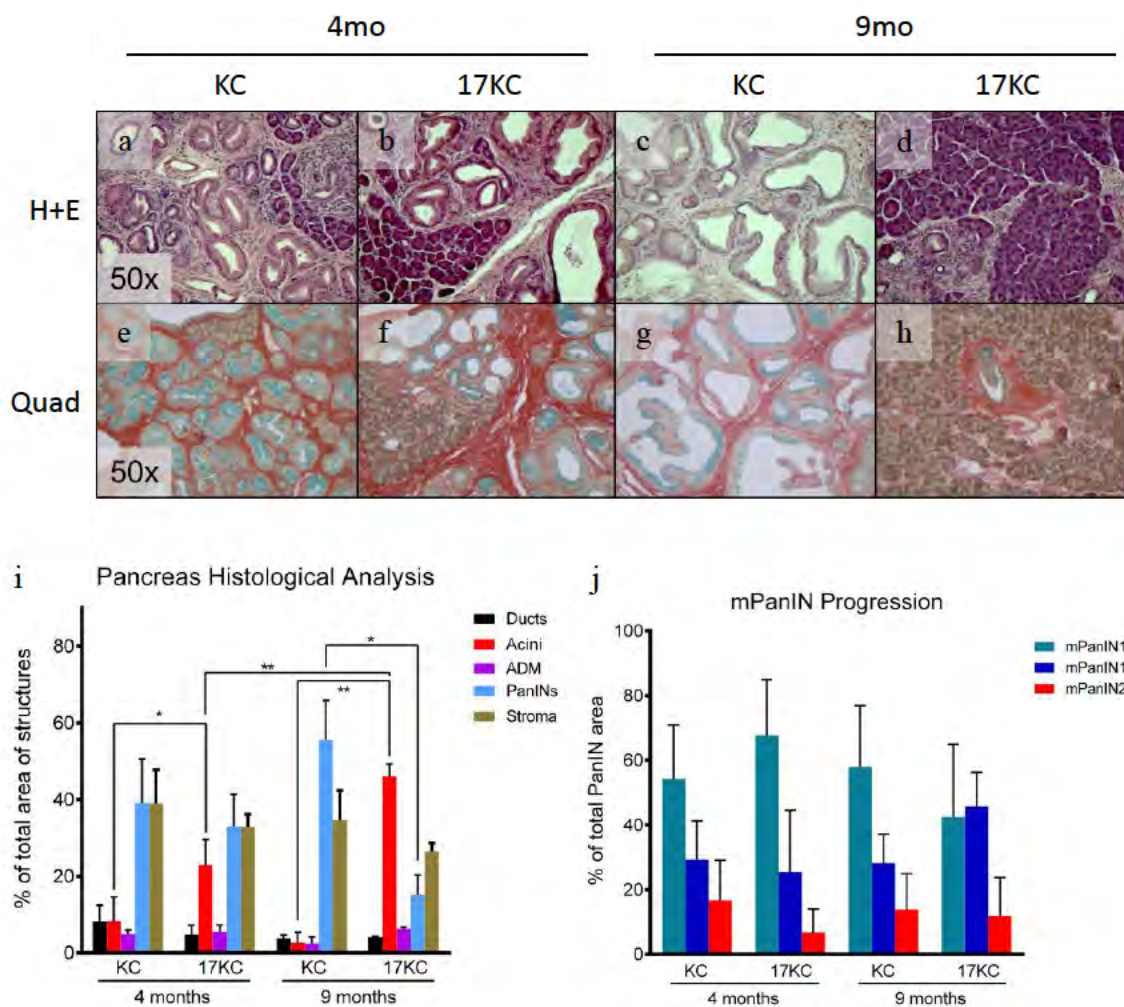 4mo 9mo
KC 17KC KC 17KC
H+E a b c d
50x
Quad e f g h
50x
i Pancreas Histological Analysis
% of total area of structures
80
60
40
20
0
* ** ** *
Ducts
Acini
ADM
PanINs
Stroma
KC 17KC KC 17KC
4 months 9 months
j mPanIN Progression
% of total PanIN area
100
80
60
40
20
0
mPanIN1
mPanIN1
mPanIN2
KC 17KC KC 17KC
4 months 9 months